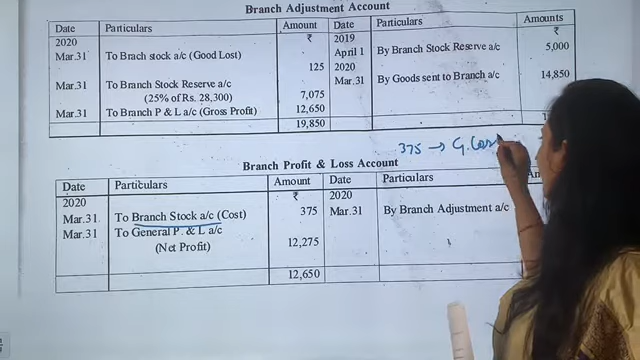 Branch Adjustment Account
Date Particulars Amount Date Particulars Amounts
2020 ₹ 2019 ₹
Mar.31 To Brach stock a/c (Good Lost) 125 April 1 By Branch Stock Reserve a/c 5,000
2020
Mar.31 To Branch Stock Reserve a/c Mar.31 By Goods sent to Branch a/c 14,850
(25% of Rs. 28,300) 7,075
Mar.31 To Branch P & L a/c (Gross Profit) 12,650
19,850
375 → G. Cos
Branch Profit & Loss Account
Date Particulars Amount Date Particulars
2020 ₹ 2020
Mar.31. To Branch Stock a/c (Cost) 375 Mar.31 By Branch Adjustment a/c
Mar.31 To General P. & L a/c
(Net Profit) 12,275
12,650